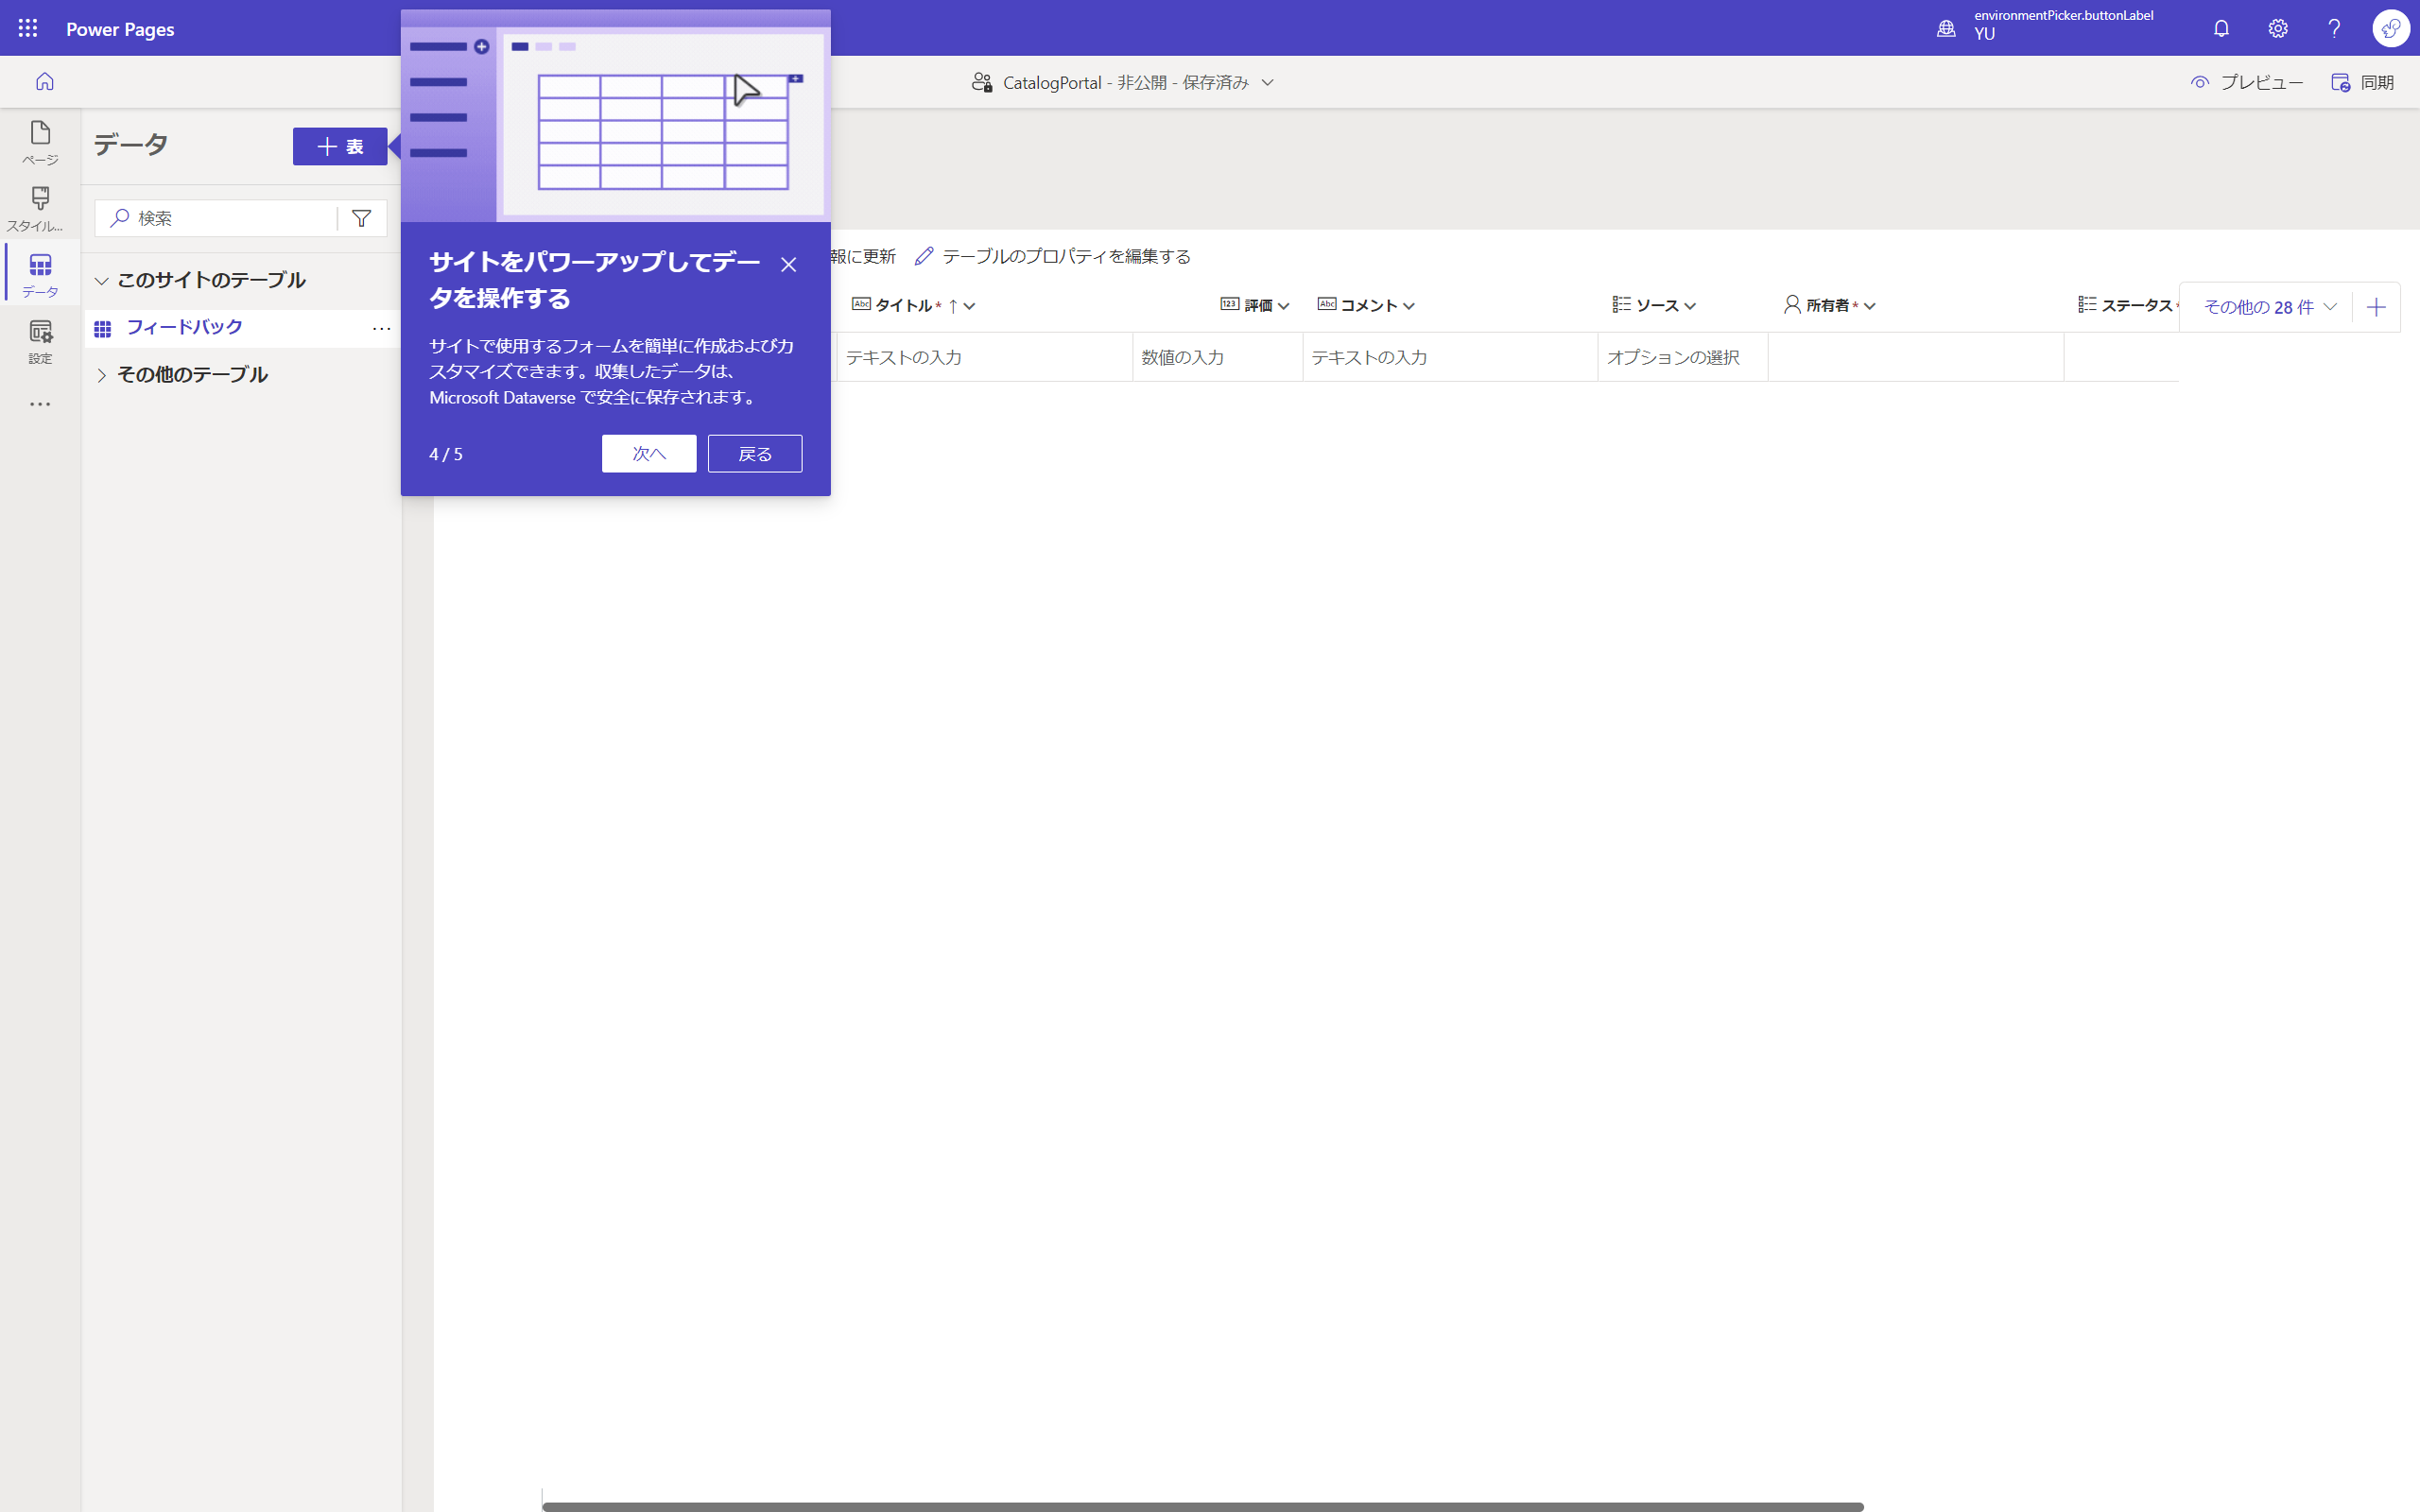 Power Pages
environmentPicker.buttonLabel
YU
CatalogPortal - 非公開 - 保存済み
プレビュー
同期
ページ
スタイル...
データ
設定
データ
表
検索
このサイトのテーブル
フィードバック
その他のテーブル
サイトをパワーアップしてデー
タを操作する
サイトで使用するフォームを簡単に作成およびカ
スタマイズできます。収集したデータは、
Microsoft Dataverse で安全に保存されます。
4 / 5
次へ
戻る
報に更新
テーブルのプロパティを編集する
Abc タイトル * ↑
123 評価
Abc コメント
ソース
所有者 *
ステータス *
その他の 28 件
テキストの入力
数値の入力
テキストの入力
オプションの選択